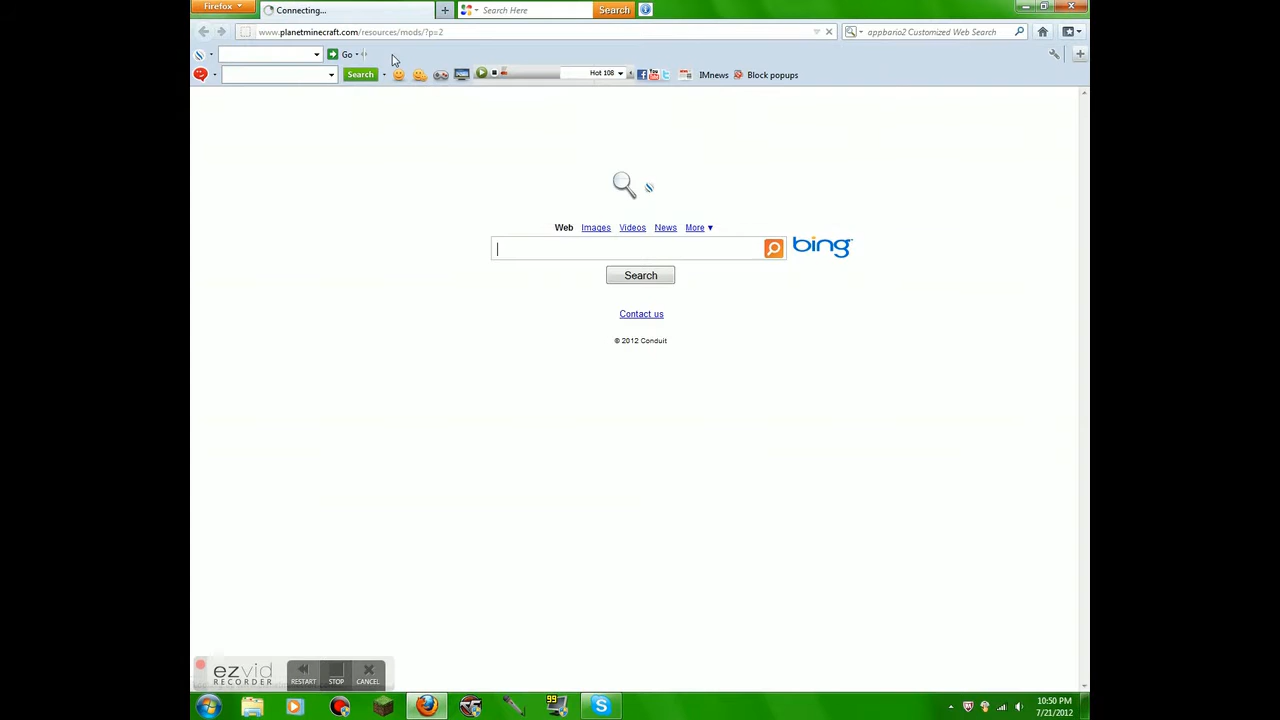 Firefox
Connecting...
Search Here
Search
www.planetminecraft.com/resources/mods/?p=2
appbario2 Customized Web Search
Go
Search
Hot 108
IMnews
Block popups
Web Images Videos News More ▼
bing
Search
Contact us
© 2012 Conduit
ezvid
RECORDER
RESTART
STOP
CANCEL
99
10:50 PM
7/21/2012